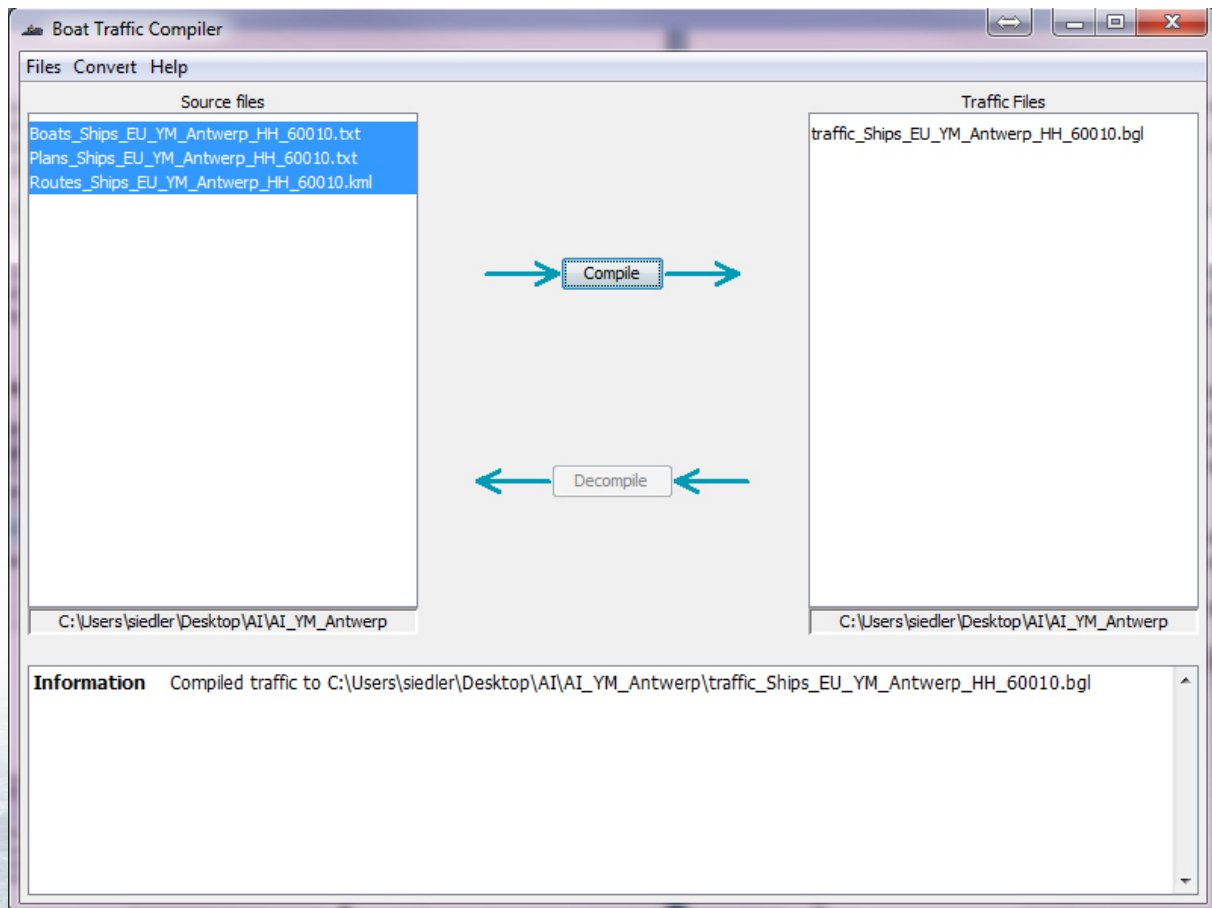 Boat Traffic Compiler
Files Convert Help
Source files
Traffic Files
Boats_Ships_EU_YM_Antwerp_HH_60010.txt
Plans_Ships_EU_YM_Antwerp_HH_60010.txt
Routes_Ships_EU_YM_Antwerp_HH_60010.kml
traffic_Ships_EU_YM_Antwerp_HH_60010.bgl
Compile
Decompile
C:\Users\siedler\Desktop\AI\AI_YM_Antwerp
C:\Users\siedler\Desktop\AI\AI_YM_Antwerp
Information Compiled traffic to C:\Users\siedler\Desktop\AI\AI_YM_Antwerp\traffic_Ships_EU_YM_Antwerp_HH_60010.bgl